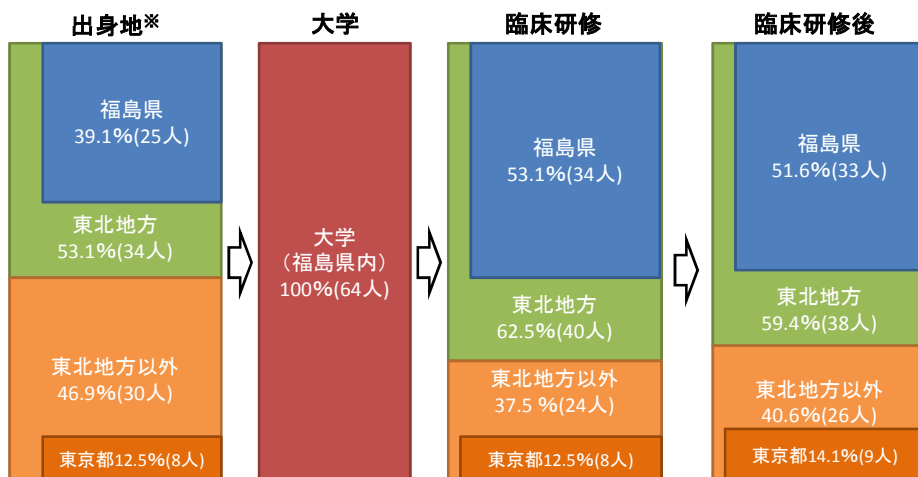 出身地※
福島県
39.1%(25人)
東北地方
53.1%(34人)
東北地方以外
46.9%(30人)
東京都12.5%(8人)
大学
大学
（福島県内）
100%(64人)
臨床研修
福島県
53.1%(34人)
東北地方
62.5%(40人)
東北地方以外
37.5 %(24人)
東京都12.5%(8人)
臨床研修後
福島県
51.6%(33人)
東北地方
59.4%(38人)
東北地方以外
40.6%(26人)
東京都14.1%(9人)